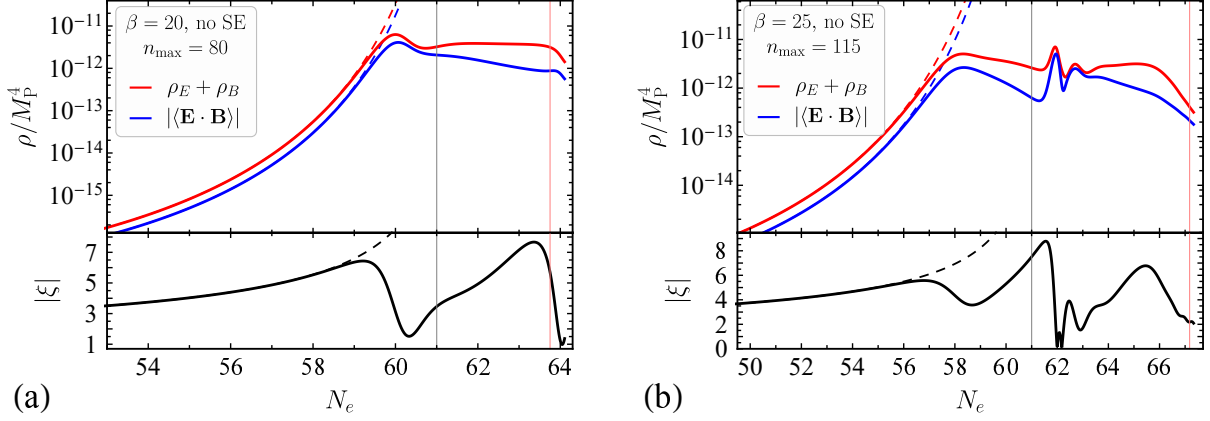 β = 20, no SE
n_max = 80
ρ_E + ρ_B
|⟨E · B⟩|
ρ/M_P^4
10^−11
10^−12
10^−13
10^−14
10^−15
|ξ|
7
5
3
1
54 56 58 60 62 64
N_e
(a)
β = 25, no SE
n_max = 115
ρ_E + ρ_B
|⟨E · B⟩|
ρ/M_P^4
10^−11
10^−12
10^−13
10^−14
|ξ|
8
6
4
2
0
50 52 54 56 58 60 62 64 66
N_e
(b)